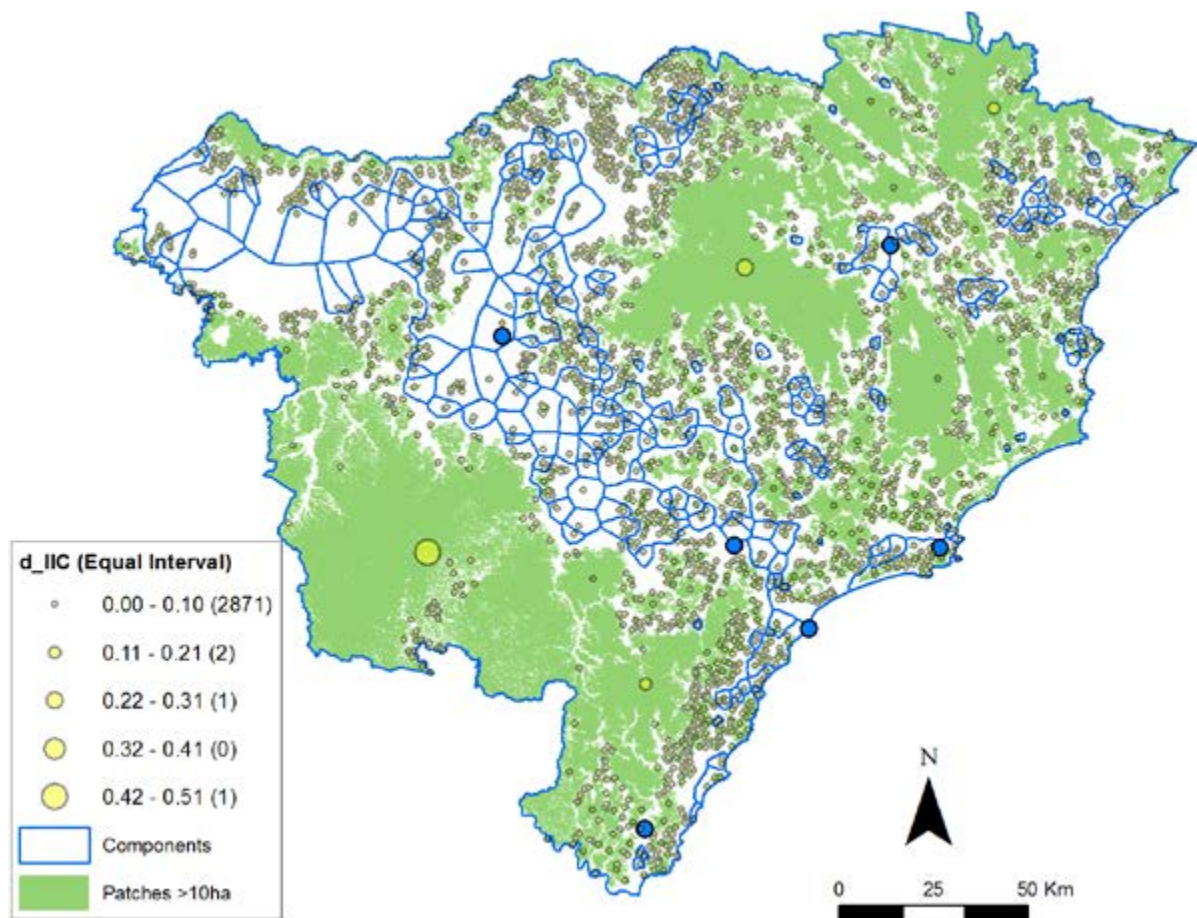 d_IIC (Equal Interval)
0.00 - 0.10 (2871)
0.11 - 0.21 (2)
0.22 - 0.31 (1)
0.32 - 0.41 (0)
0.42 - 0.51 (1)
Components
Patches >10ha
N
0 25 50 Km